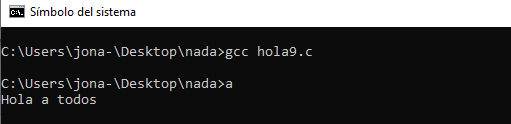 Símbolo del sistema
C:\Users\jona-\Desktop\nada>gcc hola9.c
C:\Users\jona-\Desktop\nada>a
Hola a todos